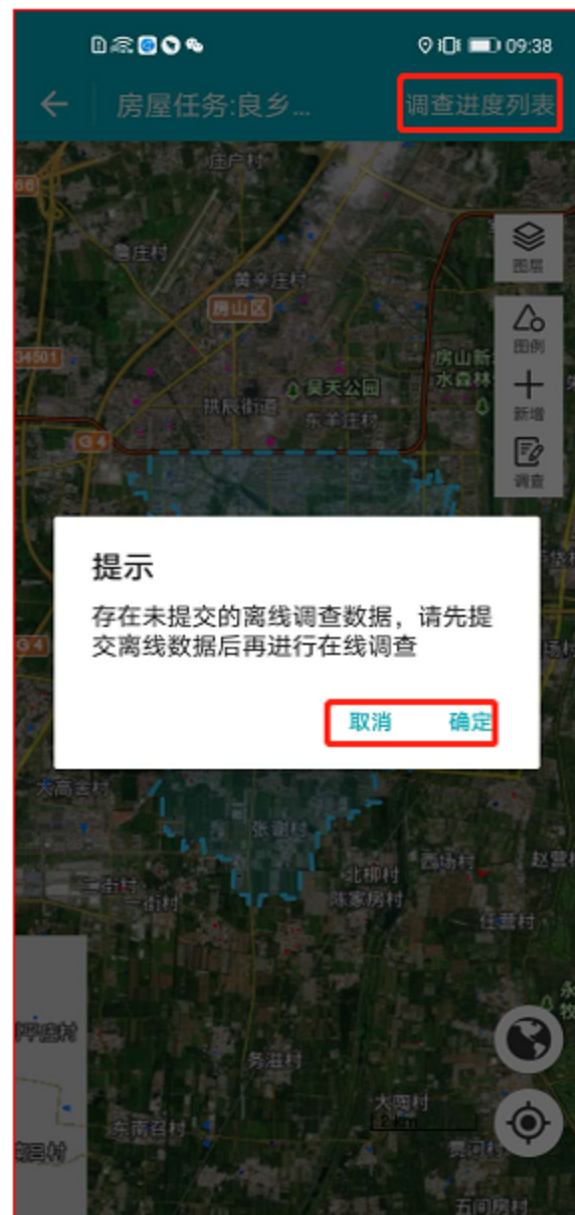 09:38
房屋任务:良乡...
调查进度列表
庄户村
詹庄村
黄辛庄村
房山区
图层
图例
G4501
昊天公园
房山新
水森林
拱辰街道
东羊庄村
新增
G4
调查
提示
存在未提交的离线调查数据，请先提
交离线数据后再进行在线调查
G4
取消
确定
大高舍村
张谢村
北柳村
西场村
赵营村
二街村
一街村
陈家房村
任营村
务滋村
大陶村
2 km
东南召村
五间房村